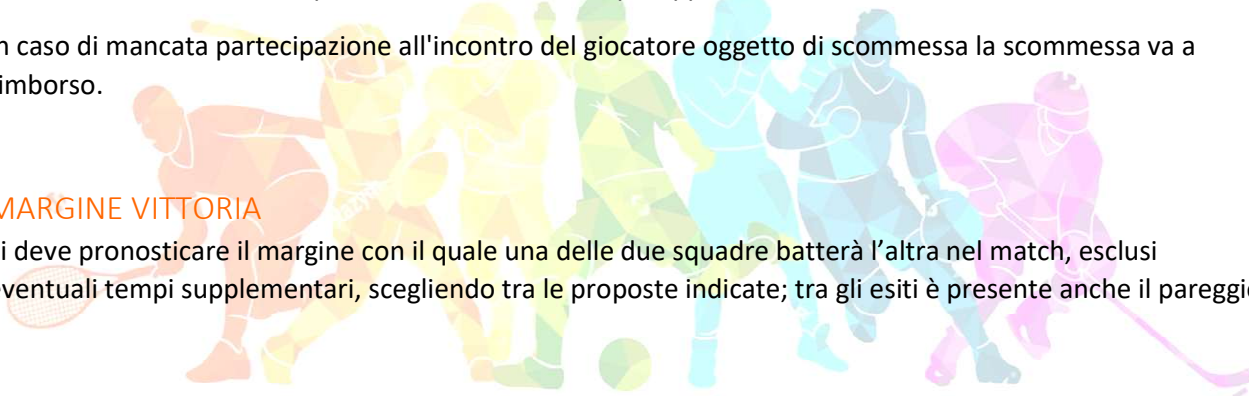 n caso di mancata partecipazione all'incontro del giocatore oggetto di scommessa la scommessa va a
imborso.
MARGINE VITTORIA
i deve pronosticare il margine con il quale una delle due squadre batterà l’altra nel match, esclusi
eventuali tempi supplementari, scegliendo tra le proposte indicate; tra gli esiti è presente anche il pareggi